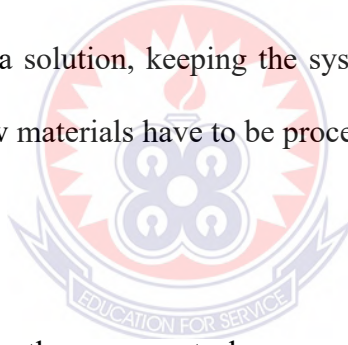 a solution, keeping the sys
w materials have to be proce
EDUCATION FOR SERVICE